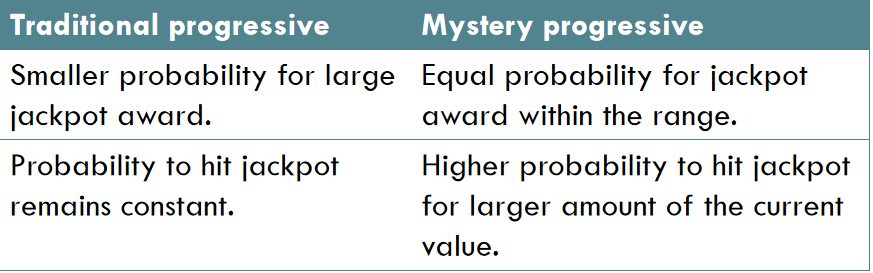 Traditional progressive
Mystery progressive
Smaller probability for large
jackpot award.
Equal probability for jackpot
award within the range.
Probability to hit jackpot
remains constant.
Higher probability to hit jackpot
for larger amount of the current
value.